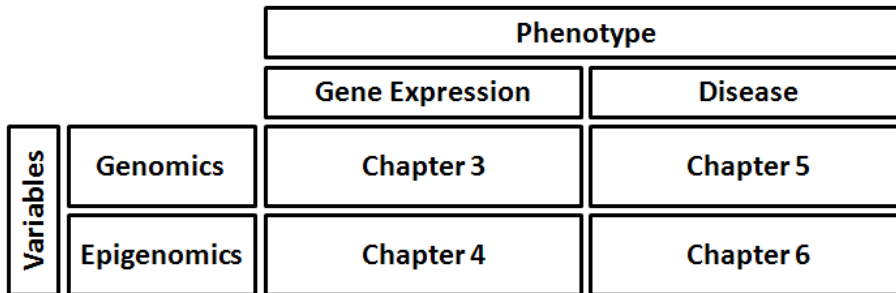 Phenotype
Gene Expression Disease
Variables
Genomics Chapter 3 Chapter 5
Epigenomics Chapter 4 Chapter 6